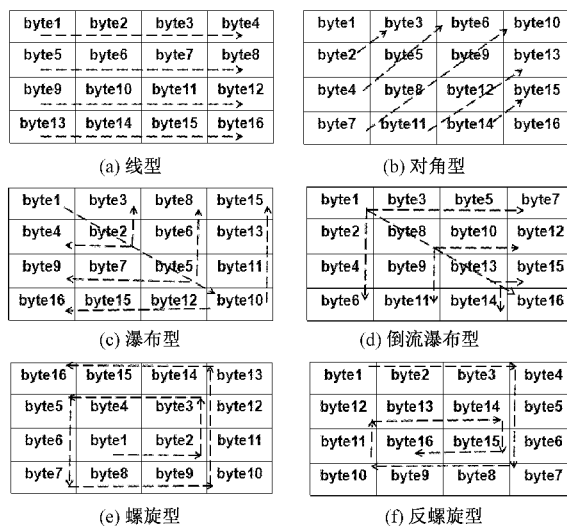 byte1 byte2 byte3 byte4
byte5 byte6 byte7 byte8
byte9 byte10 byte11 byte12
byte13 byte14 byte15 byte16
(a) 线型
byte1 byte3 byte6 byte10
byte2 byte5 byte9 byte13
byte4 byte8 byte12 byte15
byte7 byte11 byte14 byte16
(b) 对角型
byte1 byte3 byte8 byte15
byte4 byte2 byte6 byte13
byte9 byte7 byte5 byte11
byte16 byte15 byte12 byte10
(c) 瀑布型
byte1 byte3 byte5 byte7
byte2 byte8 byte10 byte12
byte4 byte9 byte13 byte15
byte6 byte11 byte14 byte16
(d) 倒流瀑布型
byte16 byte15 byte14 byte13
byte5 byte4 byte3 byte12
byte6 byte1 byte2 byte11
byte7 byte8 byte9 byte10
(e) 螺旋型
byte1 byte2 byte3 byte4
byte12 byte13 byte14 byte5
byte11 byte16 byte15 byte6
byte10 byte9 byte8 byte7
(f) 反螺旋型